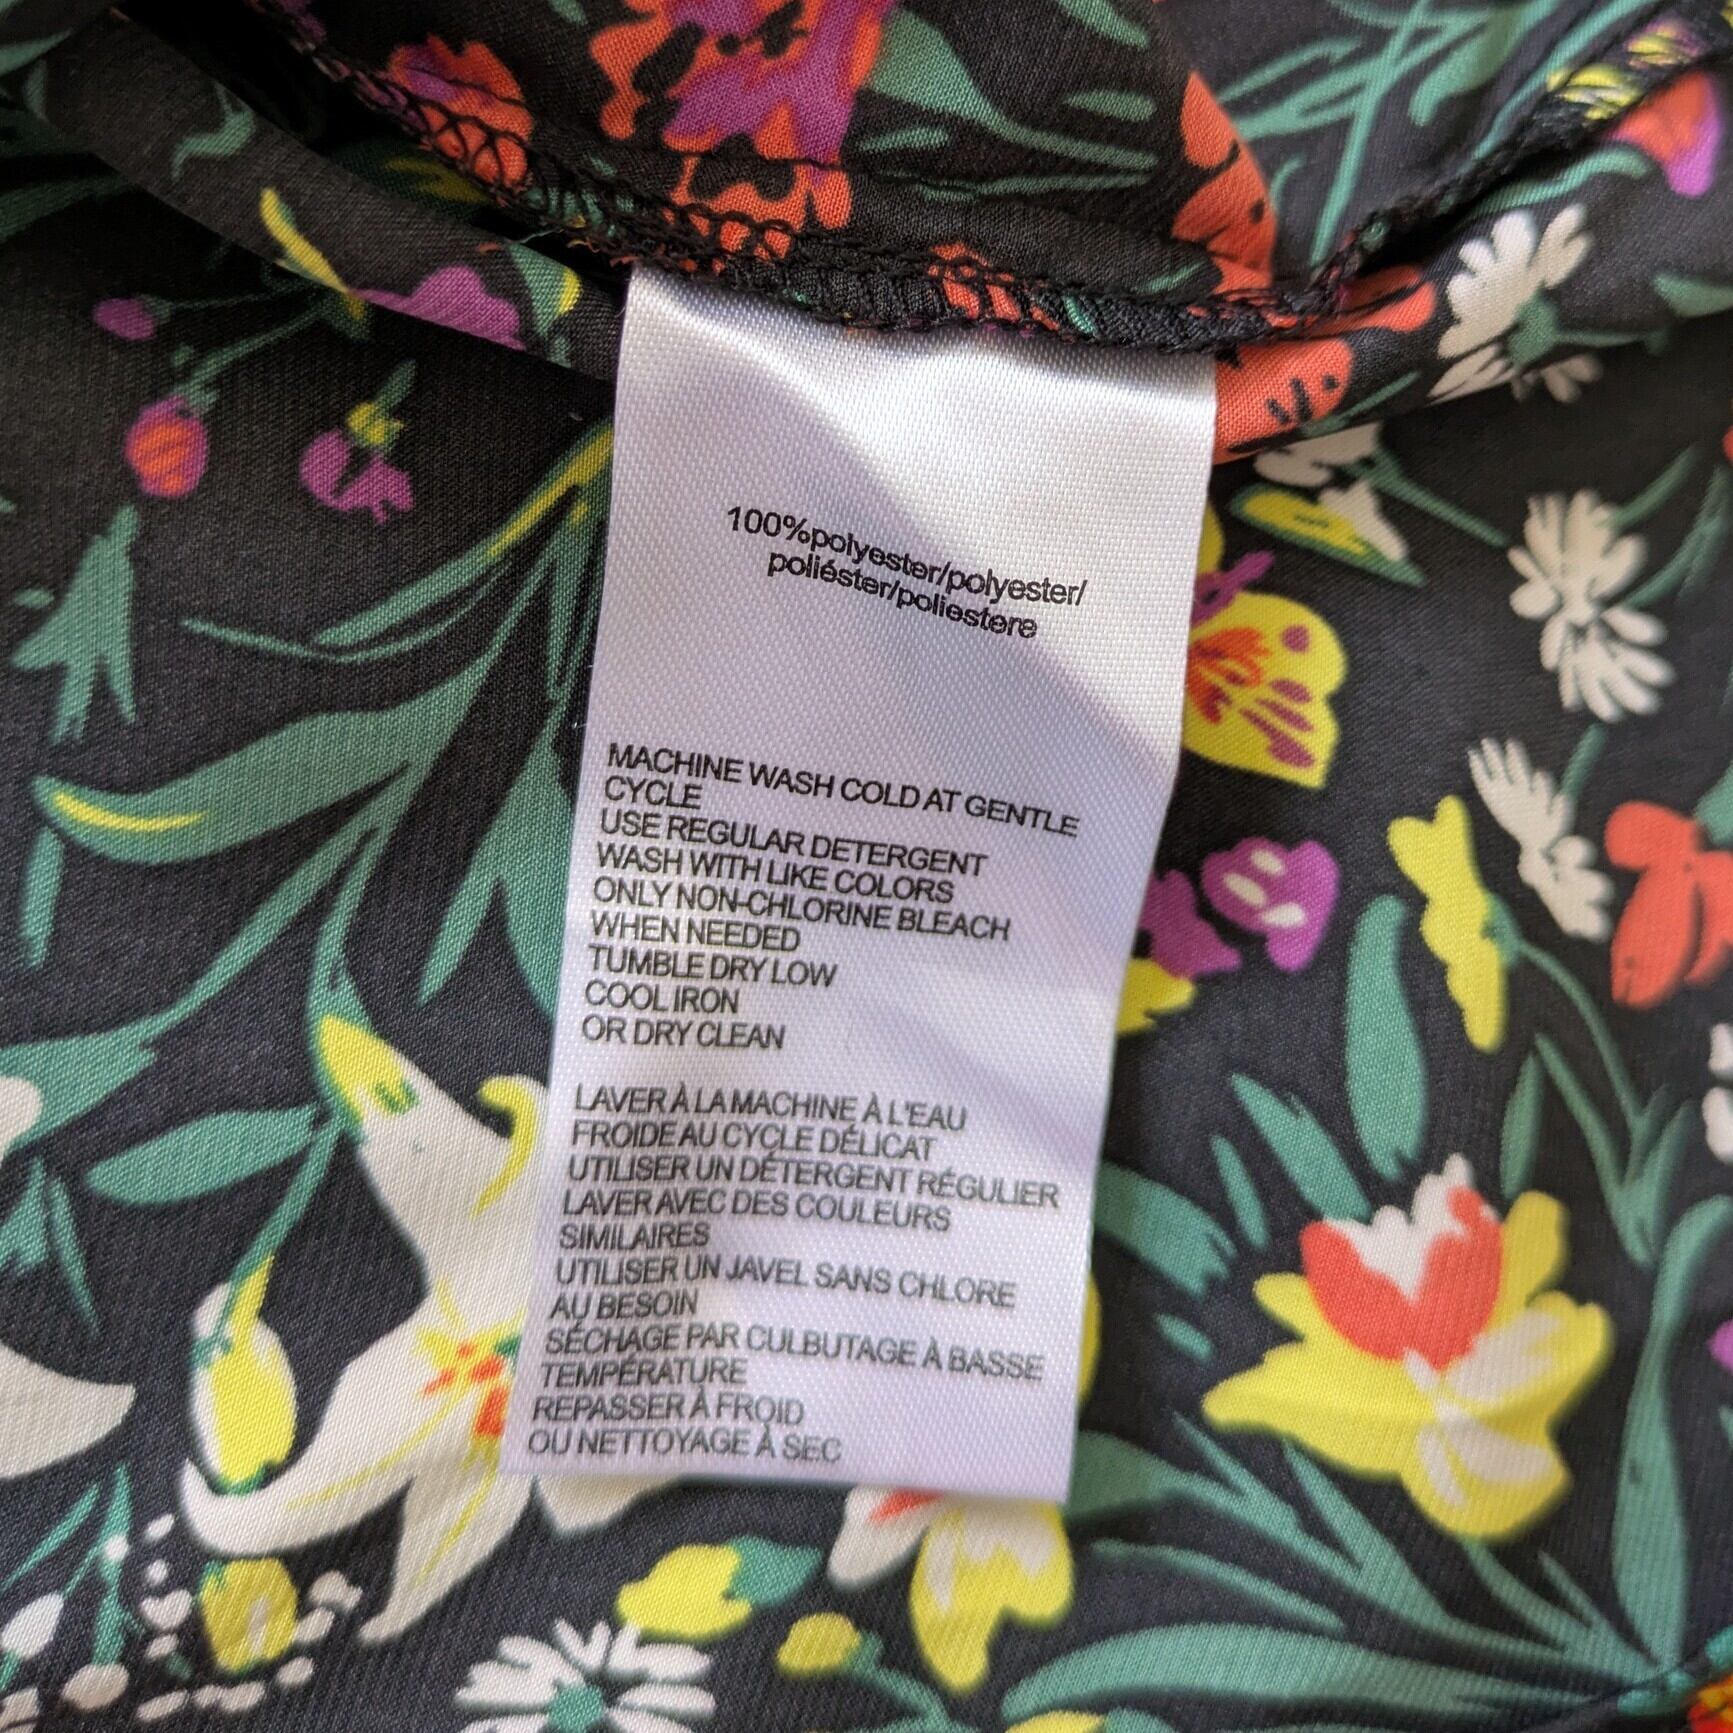 100%polyester/polyester/
poliéster/poliestere
MACHINE WASH COLD AT GENTLE
CYCLE
USE REGULAR DETERGENT
WASH WITH LIKE COLORS
ONLY NON-CHLORINE BLEACH
WHEN NEEDED
TUMBLE DRY LOW
COOL IRON
OR DRY CLEAN
LAVER À LA MACHINE À L'EAU
FROIDE AU CYCLE DÉLICAT
UTILISER UN DÉTERGENT RÉGULIER
LAVER AVEC DES COULEURS
SIMILAIRES
UTILISER UN JAVEL SANS CHLORE
AU BESOIN
SÉCHAGE PAR CULBUTAGE À BASSE
TEMPÉRATURE
REPASSER À FROID
OU NETTOYAGE À SEC